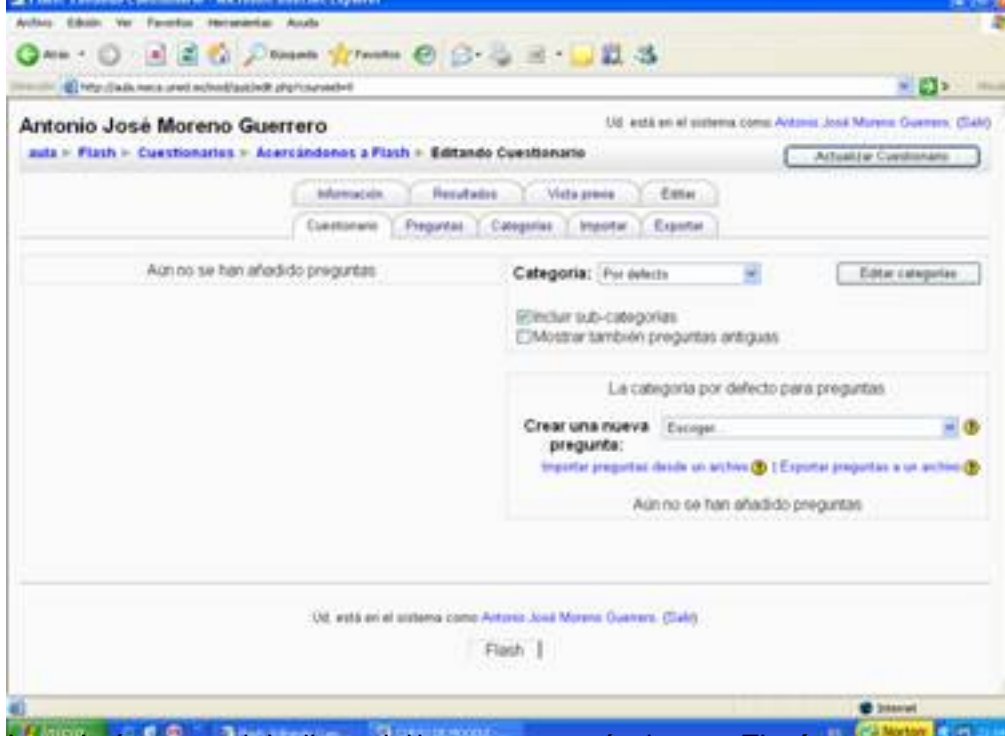 Archivo Edición Ver Favoritos Herramientas Ayuda
Atrás Búsqueda Favoritos
Antonio José Moreno Guerrero
Ud. está en el sistema como Antonio José Moreno Guerrero. (Salir)
aula ► Flash ► Cuestionarios ► Acercándonos a Flash ► Editando Cuestionario
Actualizar Cuestionario
Información Resultados Vista previa Editar
Cuestionario Preguntas Categorías Importar Exportar
Aún no se han añadido preguntas
Categoría: Por defecto
Editar categorías
Incluir sub-categorías
Mostrar también preguntas antiguas
La categoría por defecto para preguntas
Crear una nueva pregunta: Escoger...
Importar preguntas desde un archivo | Exportar preguntas a un archivo
Aún no se han añadido preguntas
Ud. está en el sistema como Antonio José Moreno Guerrero. (Salir)
Flash
Internet
Norton